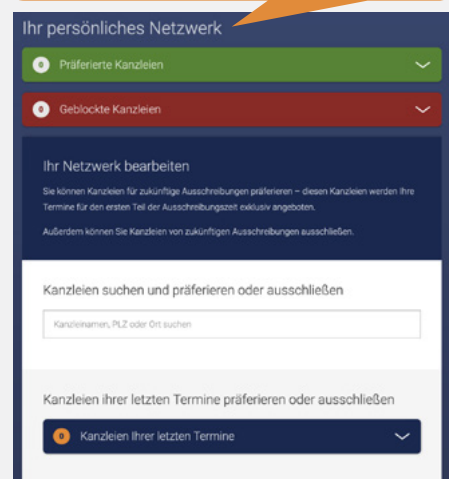 Ihr persönliches Netzwerk
0 Präferierte Kanzleien
0 Geblockte Kanzleien
Ihr Netzwerk bearbeiten
Sie können Kanzleien für zukünftige Ausschreibungen präferieren – diesen Kanzleien werden Ihre
Termine für den ersten Teil der Ausschreibungszeit exklusiv angeboten.
Außerdem können Sie Kanzleien von zukünftigen Ausschreibungen ausschließen.
Kanzleien suchen und präferieren oder ausschließen
Kanzleinamen, PLZ oder Ort suchen
Kanzleien ihrer letzten Termine präferieren oder ausschließen
0 Kanzleien Ihrer letzten Termine